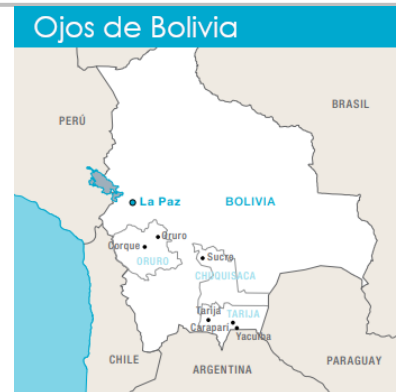 Ojos de Bolivia
BRASIL
PERÚ
La Paz
BOLIVIA
Oruro
Corque
ORURO
Sucre
CHUQUISACA
Tarija
TARIJA
Caraparí
Yacuiba
CHILE
PARAGUAY
ARGENTINA